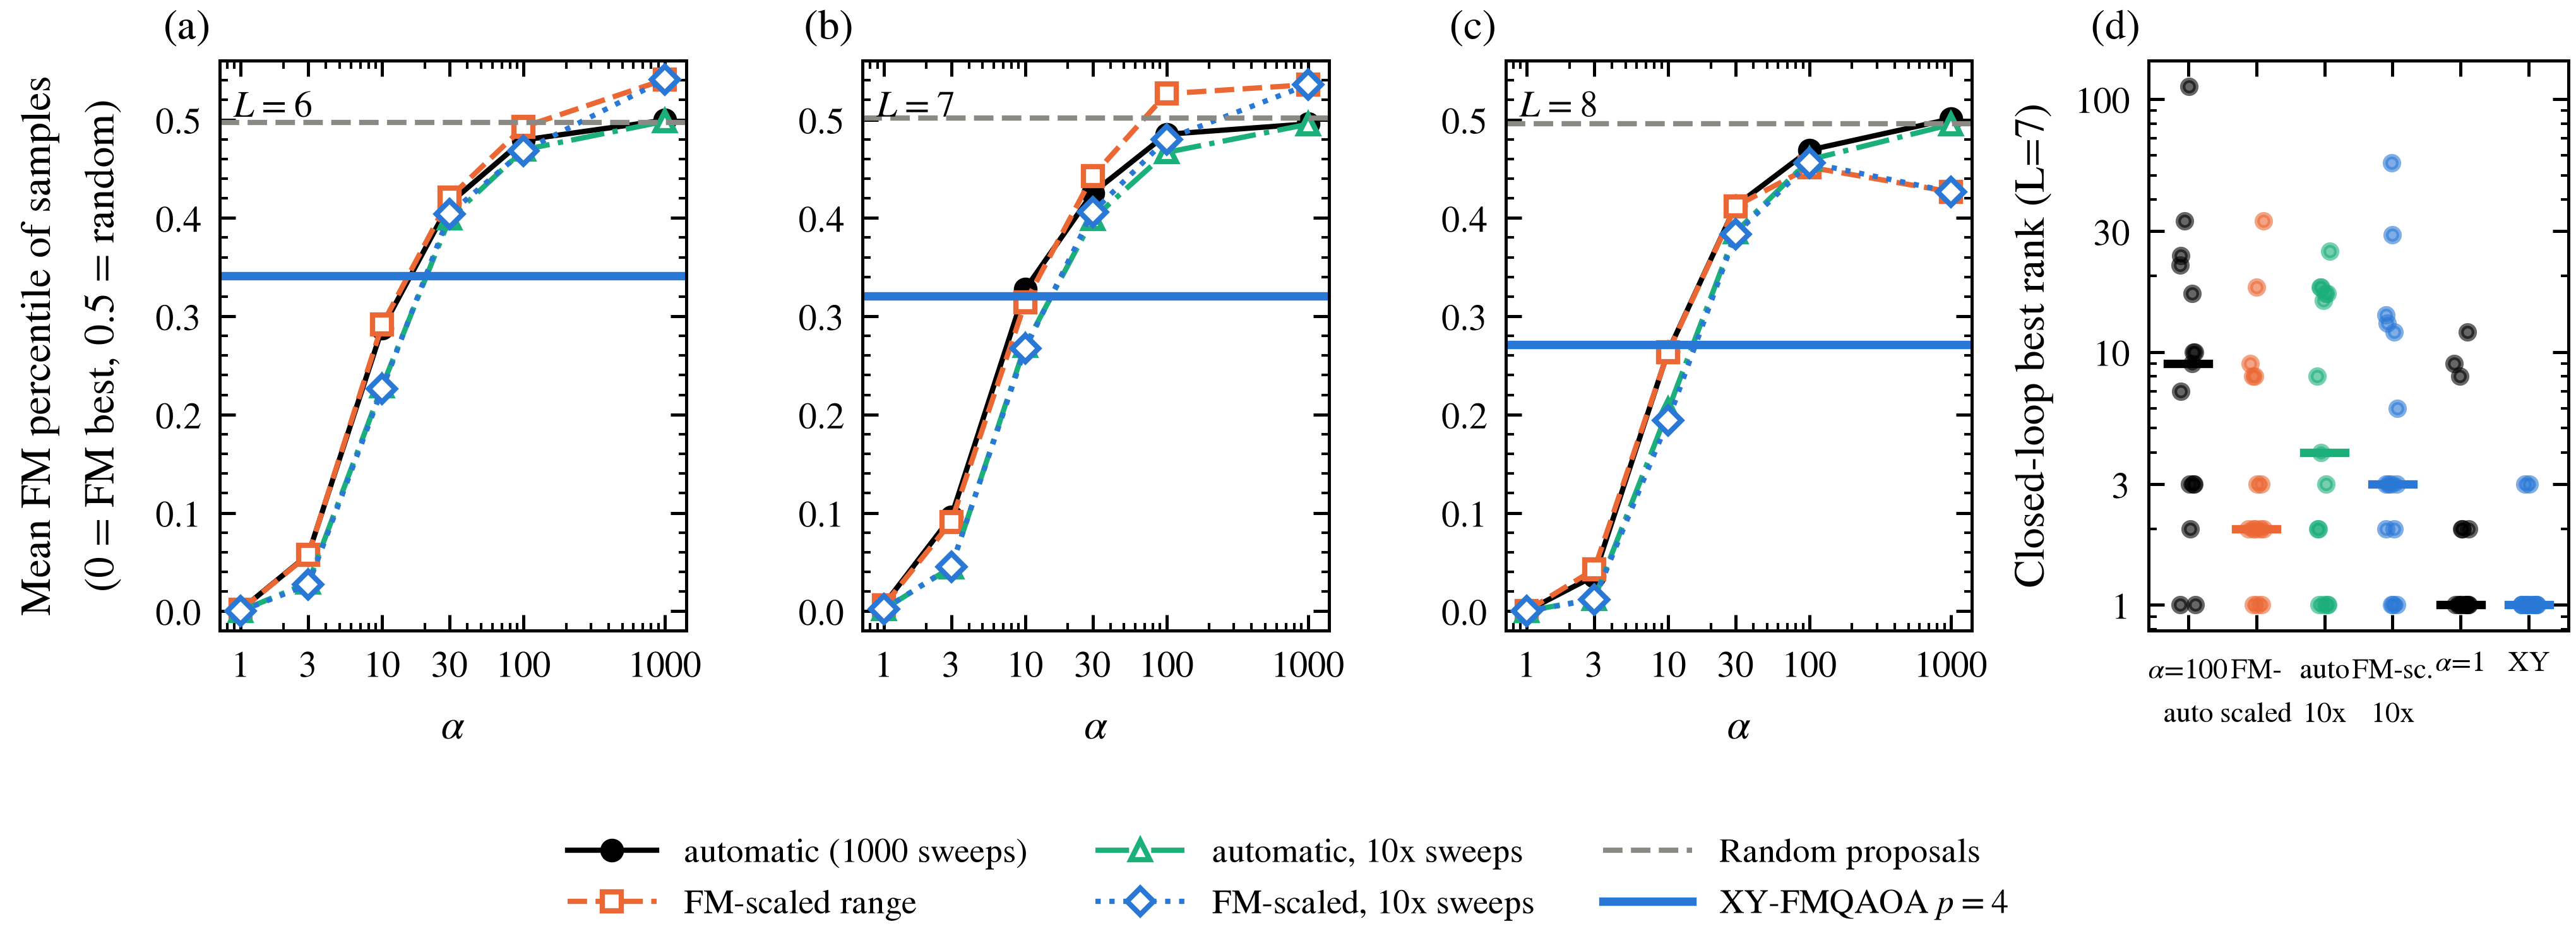 (a)
(b)
(c)
(d)
Mean FM percentile of samples
(0 = FM best, 0.5 = random)
L = 6
0.5
0.4
0.3
0.2
0.1
0.0
1 3 10 30 100 1000
α
L = 7
0.5
0.4
0.3
0.2
0.1
0.0
1 3 10 30 100 1000
α
L = 8
0.5
0.4
0.3
0.2
0.1
0.0
1 3 10 30 100 1000
α
Closed-loop best rank (L=7)
100
30
10
3
1
α=100 FM- auto FM-sc. α=1 XY
auto scaled 10x 10x
automatic (1000 sweeps)
FM-scaled range
automatic, 10x sweeps
FM-scaled, 10x sweeps
Random proposals
XY-FMQAOA p = 4